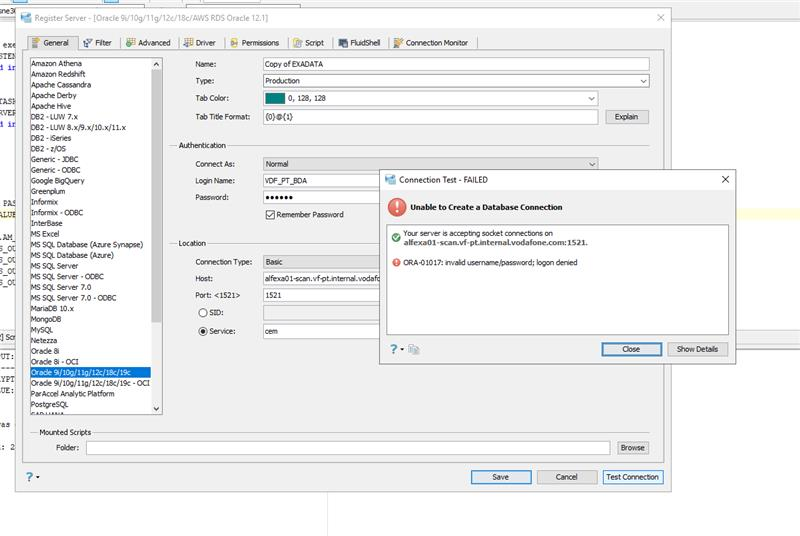 Register Server - [Oracle 9i/10g/11g/12c/18c/AWS RDS Oracle 12.1]
General Filter Advanced Driver Permissions Script FluidShell Connection Monitor
Amazon Athena
Amazon Redshift
Apache Cassandra
Apache Derby
Apache Hive
DB2 - LUW 7.x
DB2 - LUW 8.x/9.x/10.x/11.x
DB2 - iSeries
DB2 - z/OS
Generic - JDBC
Generic - ODBC
Google BigQuery
Greenplum
Informix
Informix - ODBC
InterBase
MS Excel
MS SQL Database (Azure Synapse)
MS SQL Database (Azure)
MS SQL Server
MS SQL Server - ODBC
MS SQL Server 7.0
MS SQL Server 7.0 - ODBC
MariaDB 10.x
MongoDB
MySQL
Netezza
Oracle 8i
Oracle 8i - OCI
Oracle 9i/10g/11g/12c/18c/19c
Oracle 9i/10g/11g/12c/18c/19c - OCI
ParAccel Analytic Platform
PostgreSQL
SAP HANA
Name: Copy of EXADATA
Type: Production
Tab Color: 0, 128, 128
Tab Title Format: {0}@{1} Explain
Authentication
Connect As: Normal
Login Name: VDF_PT_BDA
Password: ••••••
Remember Password
Location
Connection Type: Basic
Host: alfexa01-scan.vf-pt.internal.vodafone
Port: <1521> 1521
SID:
Service: cem
Mounted Scripts
Folder: Browse
Save Cancel Test Connection
Connection Test - FAILED
Unable to Create a Database Connection
Your server is accepting socket connections on
alfexa01-scan.vf-pt.internal.vodafone.com:1521.
ORA-01017: invalid username/password; logon denied
Close Show Details